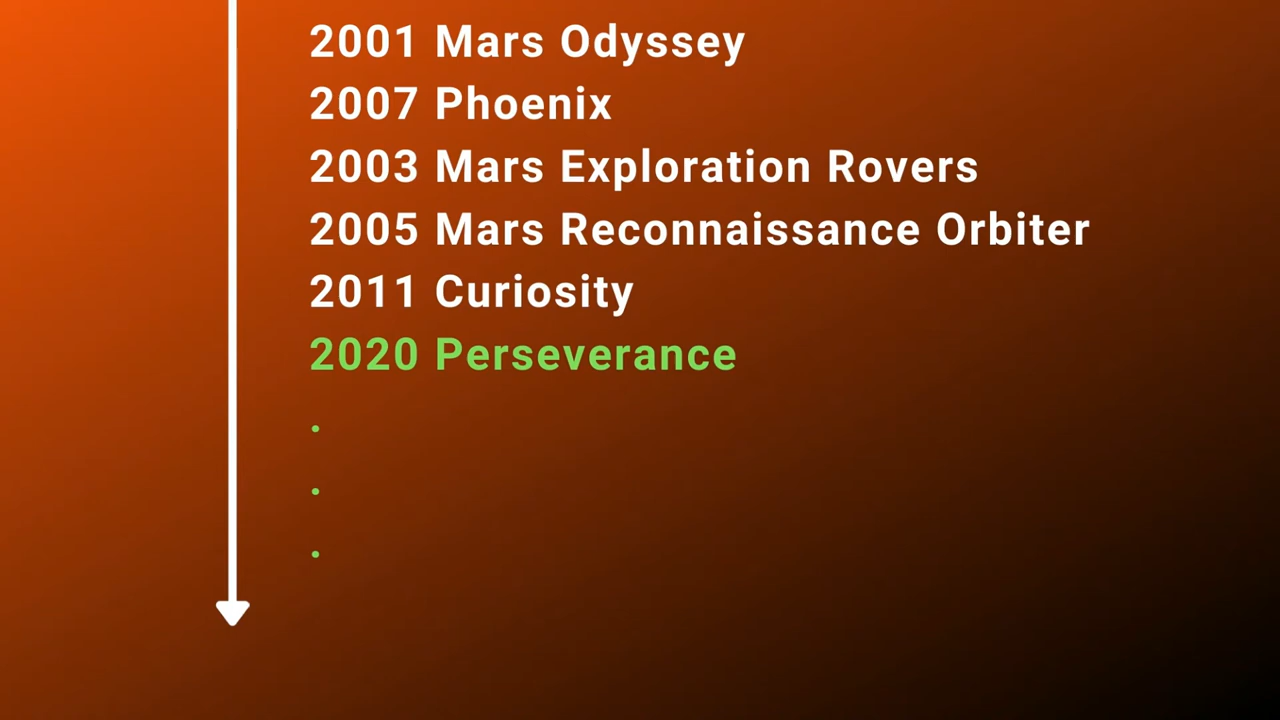 2001 Mars Odyssey
2007 Phoenix
2003 Mars Exploration Rovers
2005 Mars Reconnaissance Orbiter
2011 Curiosity
2020 Perseverance
.
.
.